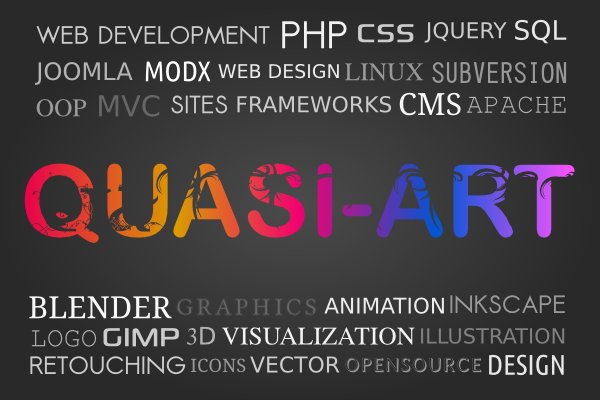 WEB DEVELOPMENT PHP CSS JQUERY SQL
JOOMLA MODX WEB DESIGN LINUX SUBVERSION
OOP MVC SITES FRAMEWORKS CMS APACHE
QUASI-ART
BLENDER GRAPHICS ANIMATION INKSCAPE
LOGO GIMP 3D VISUALIZATION ILLUSTRATION
RETOUCHING ICONS VECTOR OPENSOURCE DESIGN